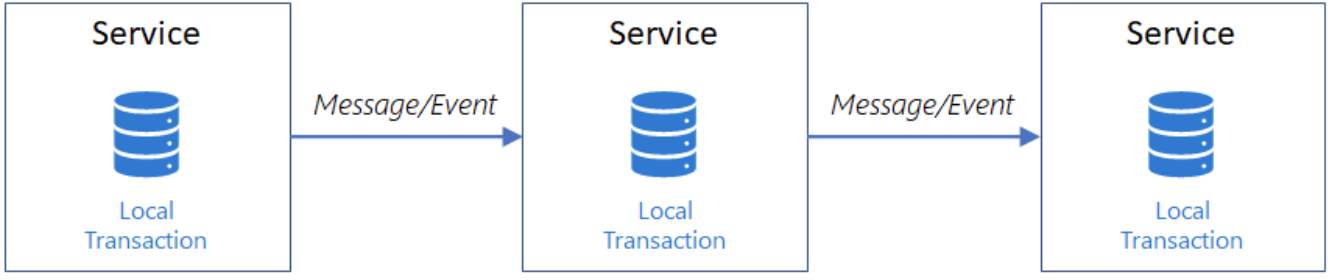 Service
Local
Transaction
Message/Event
Service
Local
Transaction
Message/Event
Service
Local
Transaction